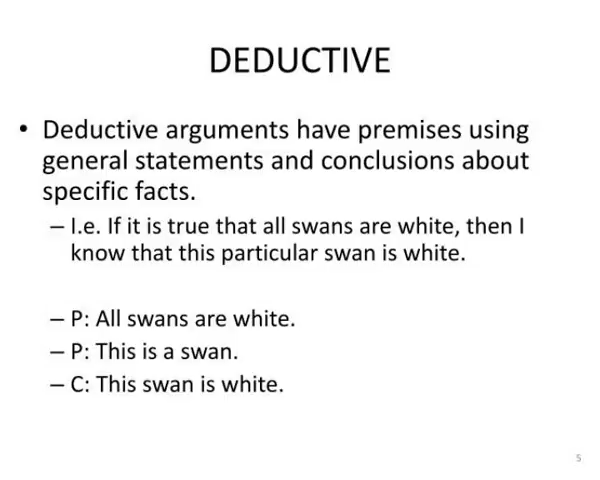 DEDUCTIVE
• Deductive arguments have premises using
general statements and conclusions about
specific facts.
– I.e. If it is true that all swans are white, then I
know that this particular swan is white.
– P: All swans are white.
– P: This is a swan.
– C: This swan is white.
5